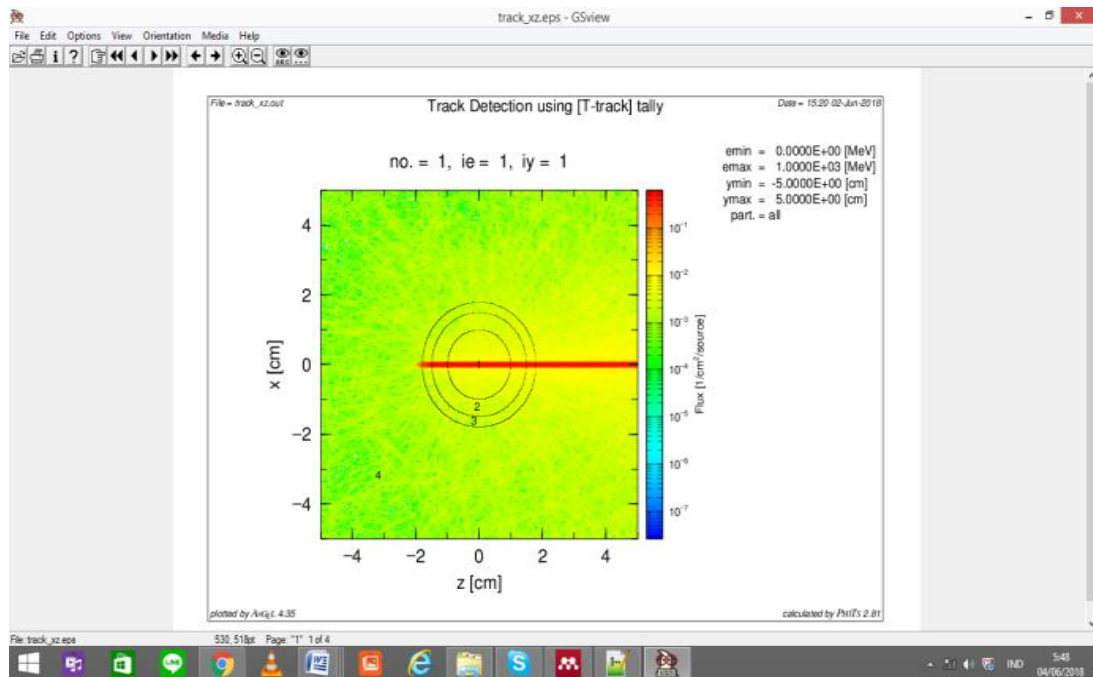 track_xz.eps - GSview
File Edit Options View Orientation Media Help
File = track_xz.out
Track Detection using [T-track] tally
Date = 15:20 02-Jun-2018
no. = 1, ie = 1, iy = 1
emin = 0.0000E+00 [MeV]
emax = 1.0000E+03 [MeV]
ymin = -5.0000E+00 [cm]
ymax = 5.0000E+00 [cm]
part. = all
4
2
0
−2
−4
x [cm]
2
3
4
−4 −2 0 2 4
z [cm]
10⁻¹
10⁻²
10⁻³
10⁻⁴
10⁻⁵
10⁻⁶
10⁻⁷
Flux [1/cm²/source]
plotted by ANGEL 4.35
calculated by PHITS 2.81
File: track_xz.eps 530, 518pt Page: "1" 1 of 4
IND
5:48
04/06/2018